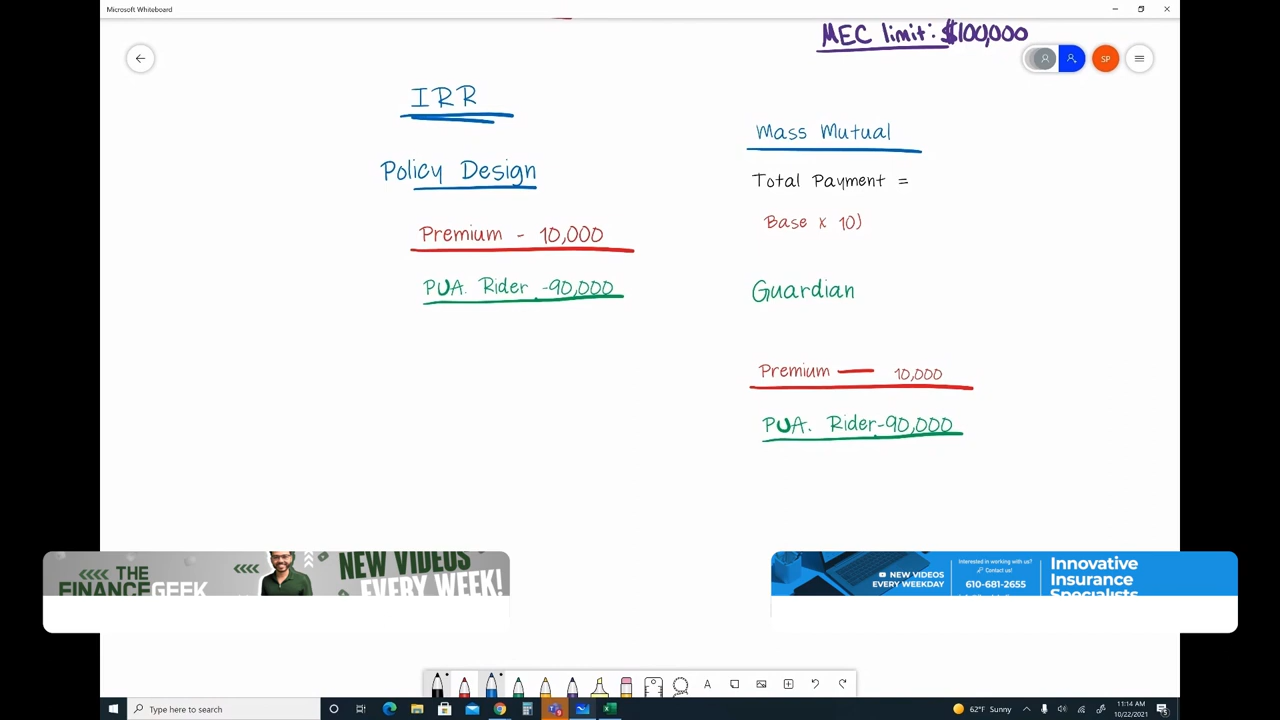 Microsoft Whiteboard
MEC limit: $100,000
SP
IRR
Policy Design
Premium - 10,000
PUA. Rider -90,000
Mass Mutual
Total Payment =
Base x 10)
Guardian
Premium — 10,000
PUA. Rider-90,000
<<<< THE
FINANCEGEEK
<<<<
NEW VIDEOS
EVERY WEEK!
NEW VIDEOS
EVERY WEEKDAY
Interested in working with us?
Contact us!
610-681-2655
Innovative
Insurance
Specialists
A
Type here to search
62°F Sunny
11:14 AM
10/22/2021
5